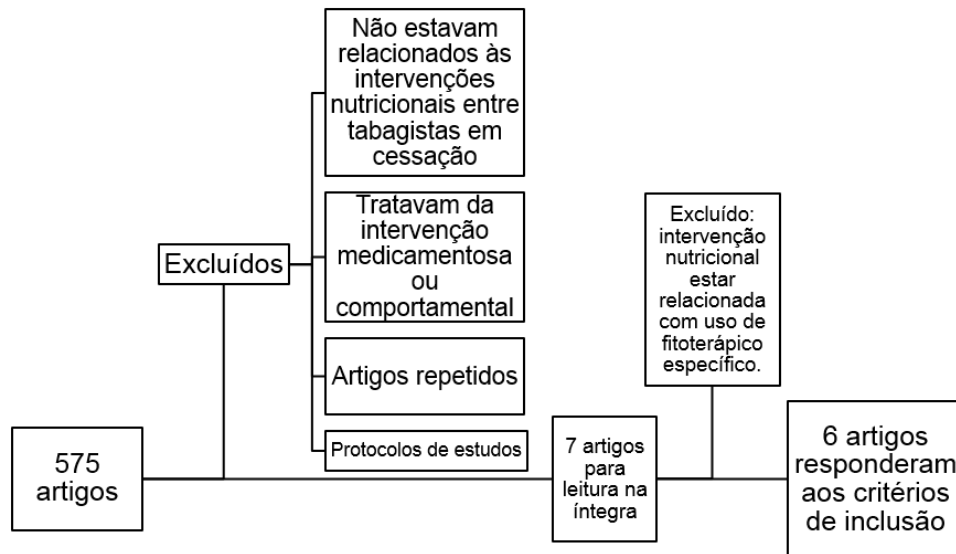 Não estavam
relacionados às
intervenções
nutricionais entre
tabagistas em
cessação
Excluídos
Tratavam da
intervenção
medicamentosa
ou
comportamental
Artigos repetidos
Protocolos de estudos
575
artigos
7 artigos
para
leitura na
íntegra
Excluído:
intervenção
nutricional
estar
relacionada
com uso de
fitoterápico
específico.
6 artigos
responderam
aos critérios
de inclusão